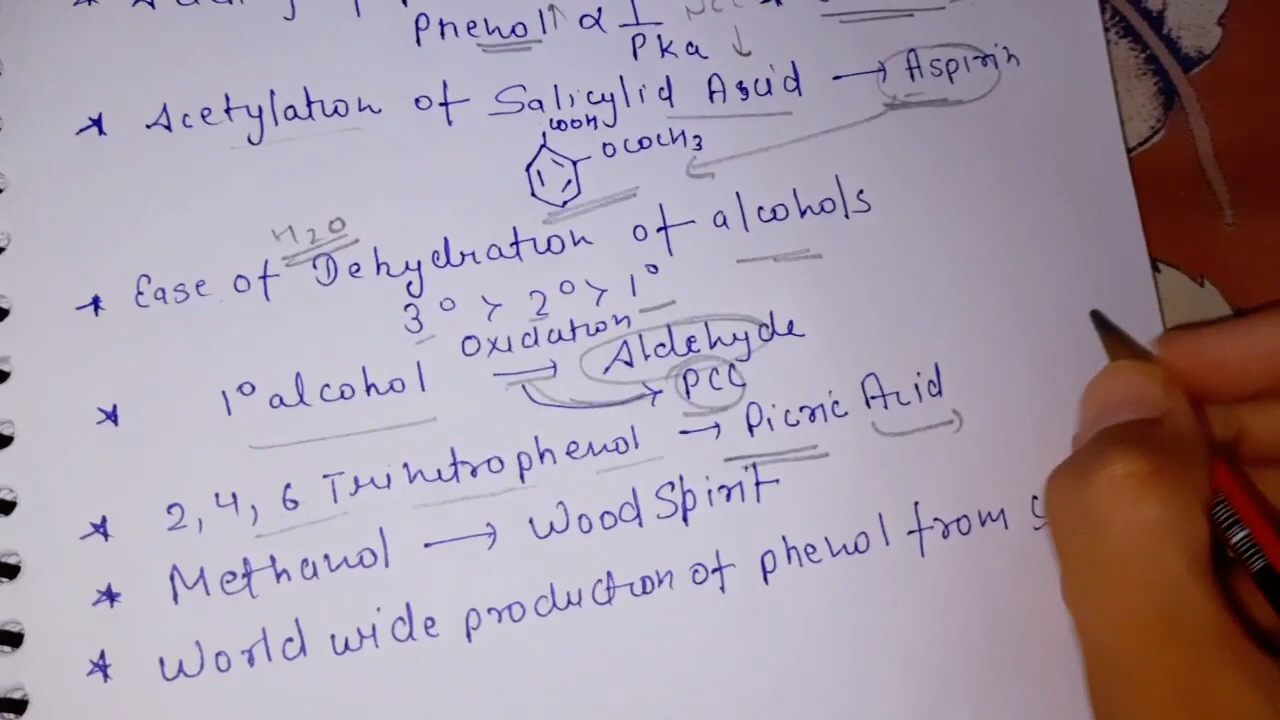 Phenol↑ ∝ 1/PKa ↓
* Acetylation of Salicylid Acid → Aspirin
COOH
OCOCH3
H2O
* Ease of Dehydration of alcohols
3° > 2° > 1°
Oxidation
* 1° alcohol → Aldehyde
→ PCC
* 2, 4, 6 Trinitrophenol → Picric Acid
* Methanol → Wood Spirit
* World wide production of phenol from